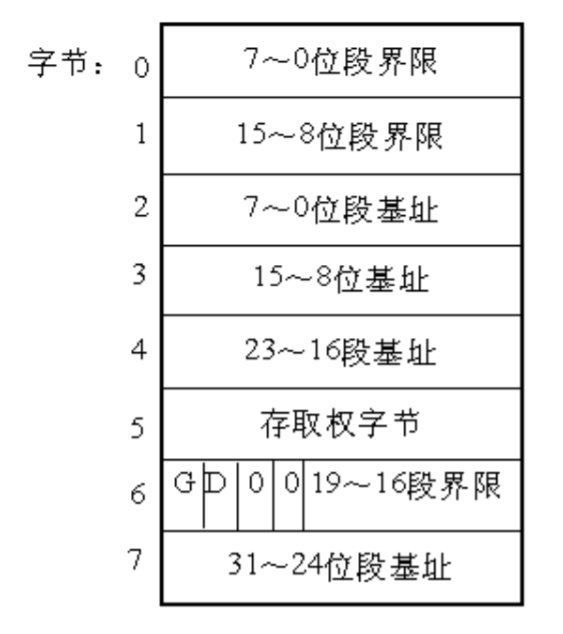 字节： 0 7～0位段界限
1 15～8位段界限
2 7～0位段基址
3 15～8位基址
4 23～16段基址
5 存取权字节
6 G D 0 0 19～16段界限
7 31～24位段基址